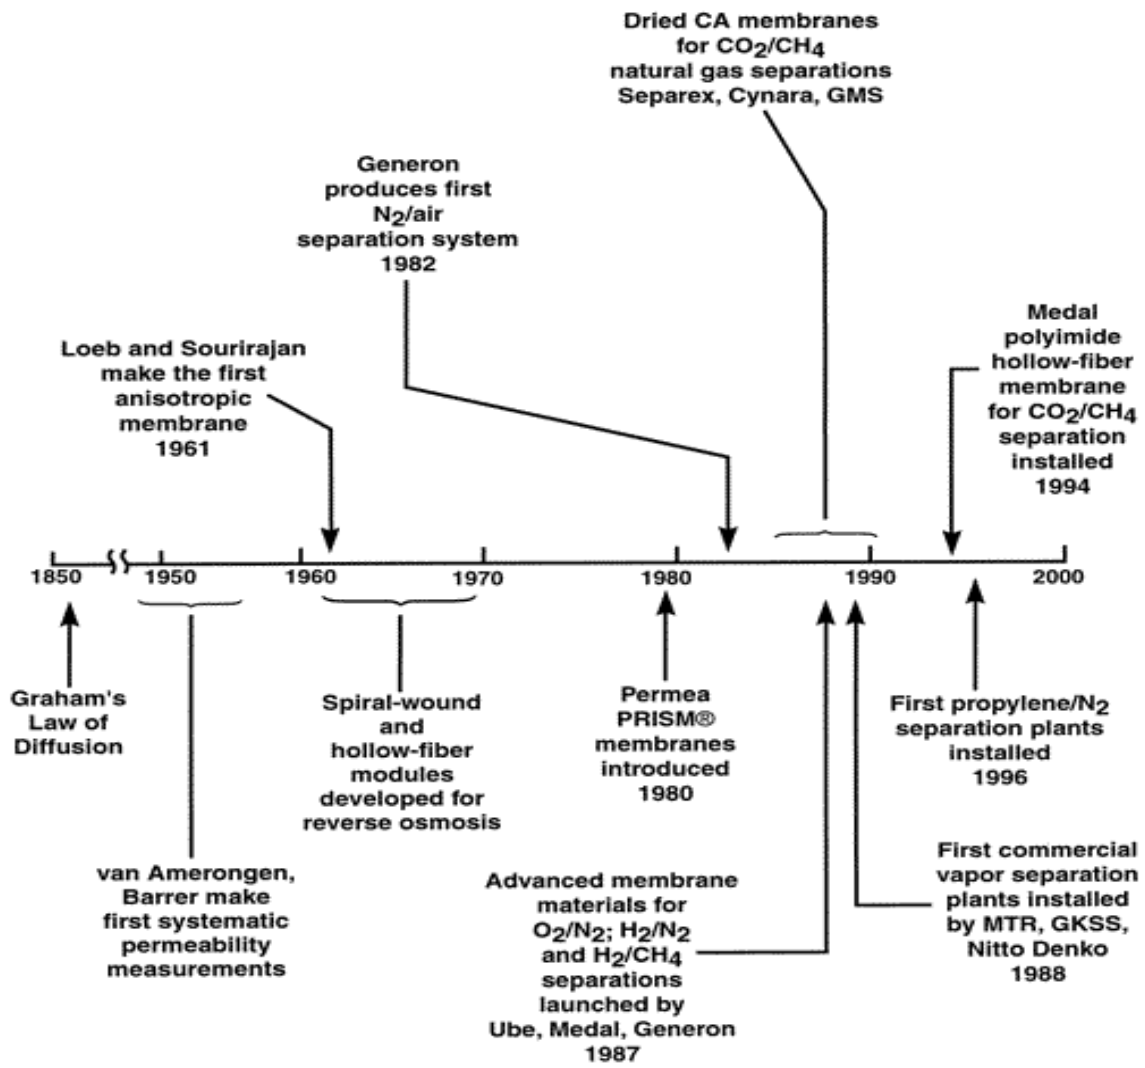 Dried CA membranes
for CO2/CH4
natural gas separations
Separex, Cynara, GMS
Generon
produces first
N2/air
separation system
1982
Loeb and Sourirajan
make the first
anisotropic
membrane
1961
Medal
polyimide
hollow-fiber
membrane
for CO2/CH4
separation
installed
1994
1850
1950
1960
1970
1980
1990
2000
Graham's
Law of
Diffusion
van Amerongen,
Barrer make
first systematic
permeability
measurements
Spiral-wound
and
hollow-fiber
modules
developed for
reverse osmosis
Permea
PRISM®
membranes
introduced
1980
Advanced membrane
materials for
O2/N2; H2/N2
and H2/CH4
separations
launched by
Ube, Medal, Generon
1987
First propylene/N2
separation plants
installed
1996
First commercial
vapor separation
plants installed
by MTR, GKSS,
Nitto Denko
1988